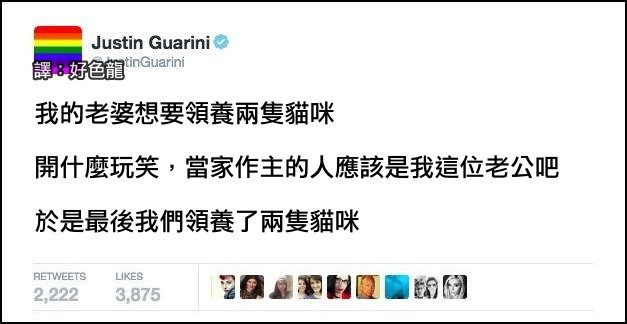 Justin Guarini
@JustinGuarini
譯：好色龍
我的老婆想要領養兩隻貓咪
開什麼玩笑，當家作主的人應該是我這位老公吧
於是最後我們領養了兩隻貓咪
RETWEETS LIKES
2,222 3,875